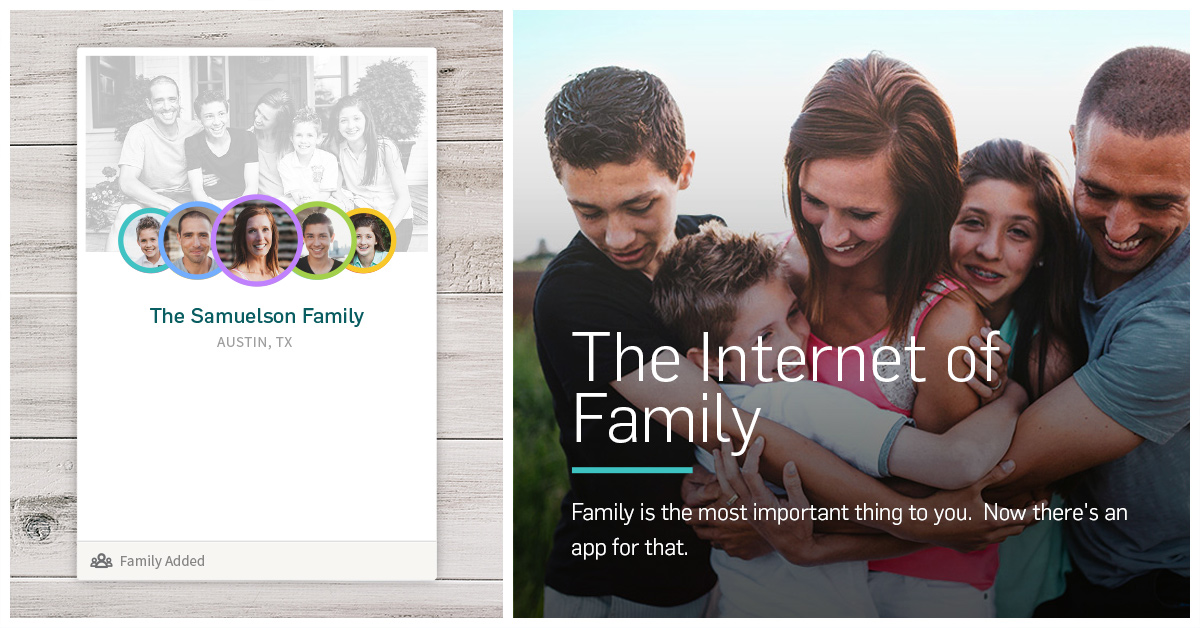 The Samuelson Family
AUSTIN, TX
Family Added
The Internet of
Family
Family is the most important thing to you.  Now there's an
app for that.